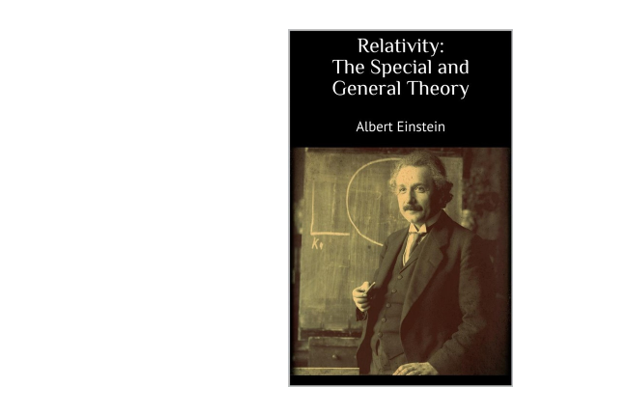 Relativity:
The Special and
General Theory
Albert Einstein